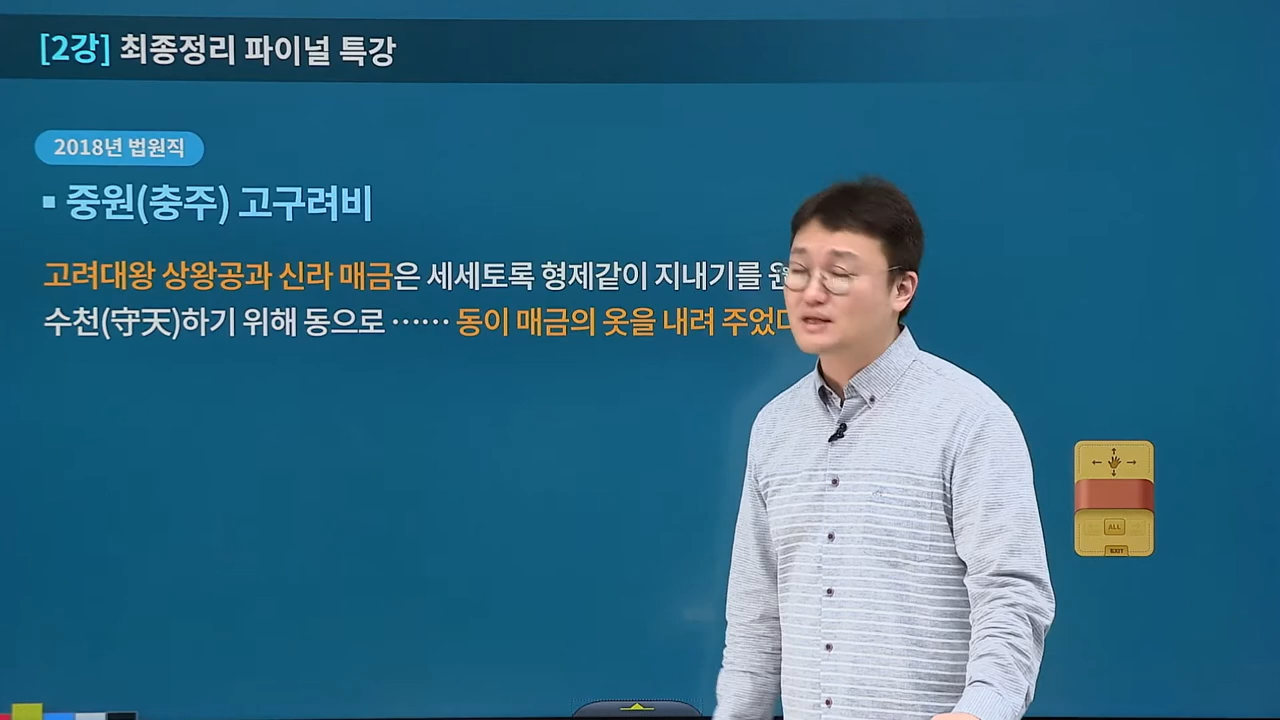 [2강] 최종정리 파이널 특강
2018년 법원직
▪ 중원(충주) 고구려비
고려대왕 상왕공과 신라 매금은 세세토록 형제같이 지내기를
수천(守天)하기 위해 동으로 …… 동이 매금의 옷을 내려
ALL
EXIT